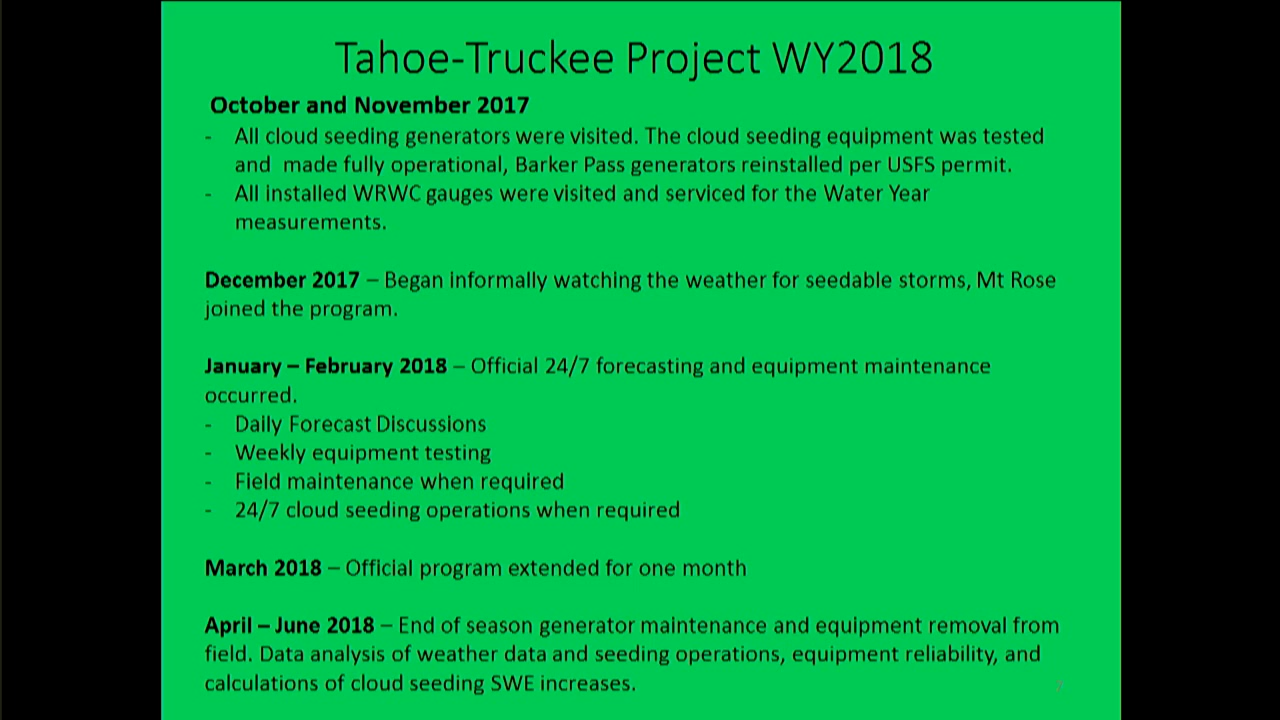 Tahoe-Truckee Project WY2018
October and November 2017
- All cloud seeding generators were visited. The cloud seeding equipment was tested
and made fully operational, Barker Pass generators reinstalled per USFS permit.
- All installed WRWC gauges were visited and serviced for the Water Year
measurements.
December 2017 – Began informally watching the weather for seedable storms, Mt Rose
joined the program.
January – February 2018 – Official 24/7 forecasting and equipment maintenance
occurred.
- Daily Forecast Discussions
- Weekly equipment testing
- Field maintenance when required
- 24/7 cloud seeding operations when required
March 2018 – Official program extended for one month
April – June 2018 – End of season generator maintenance and equipment removal from
field. Data analysis of weather data and seeding operations, equipment reliability, and
calculations of cloud seeding SWE increases.